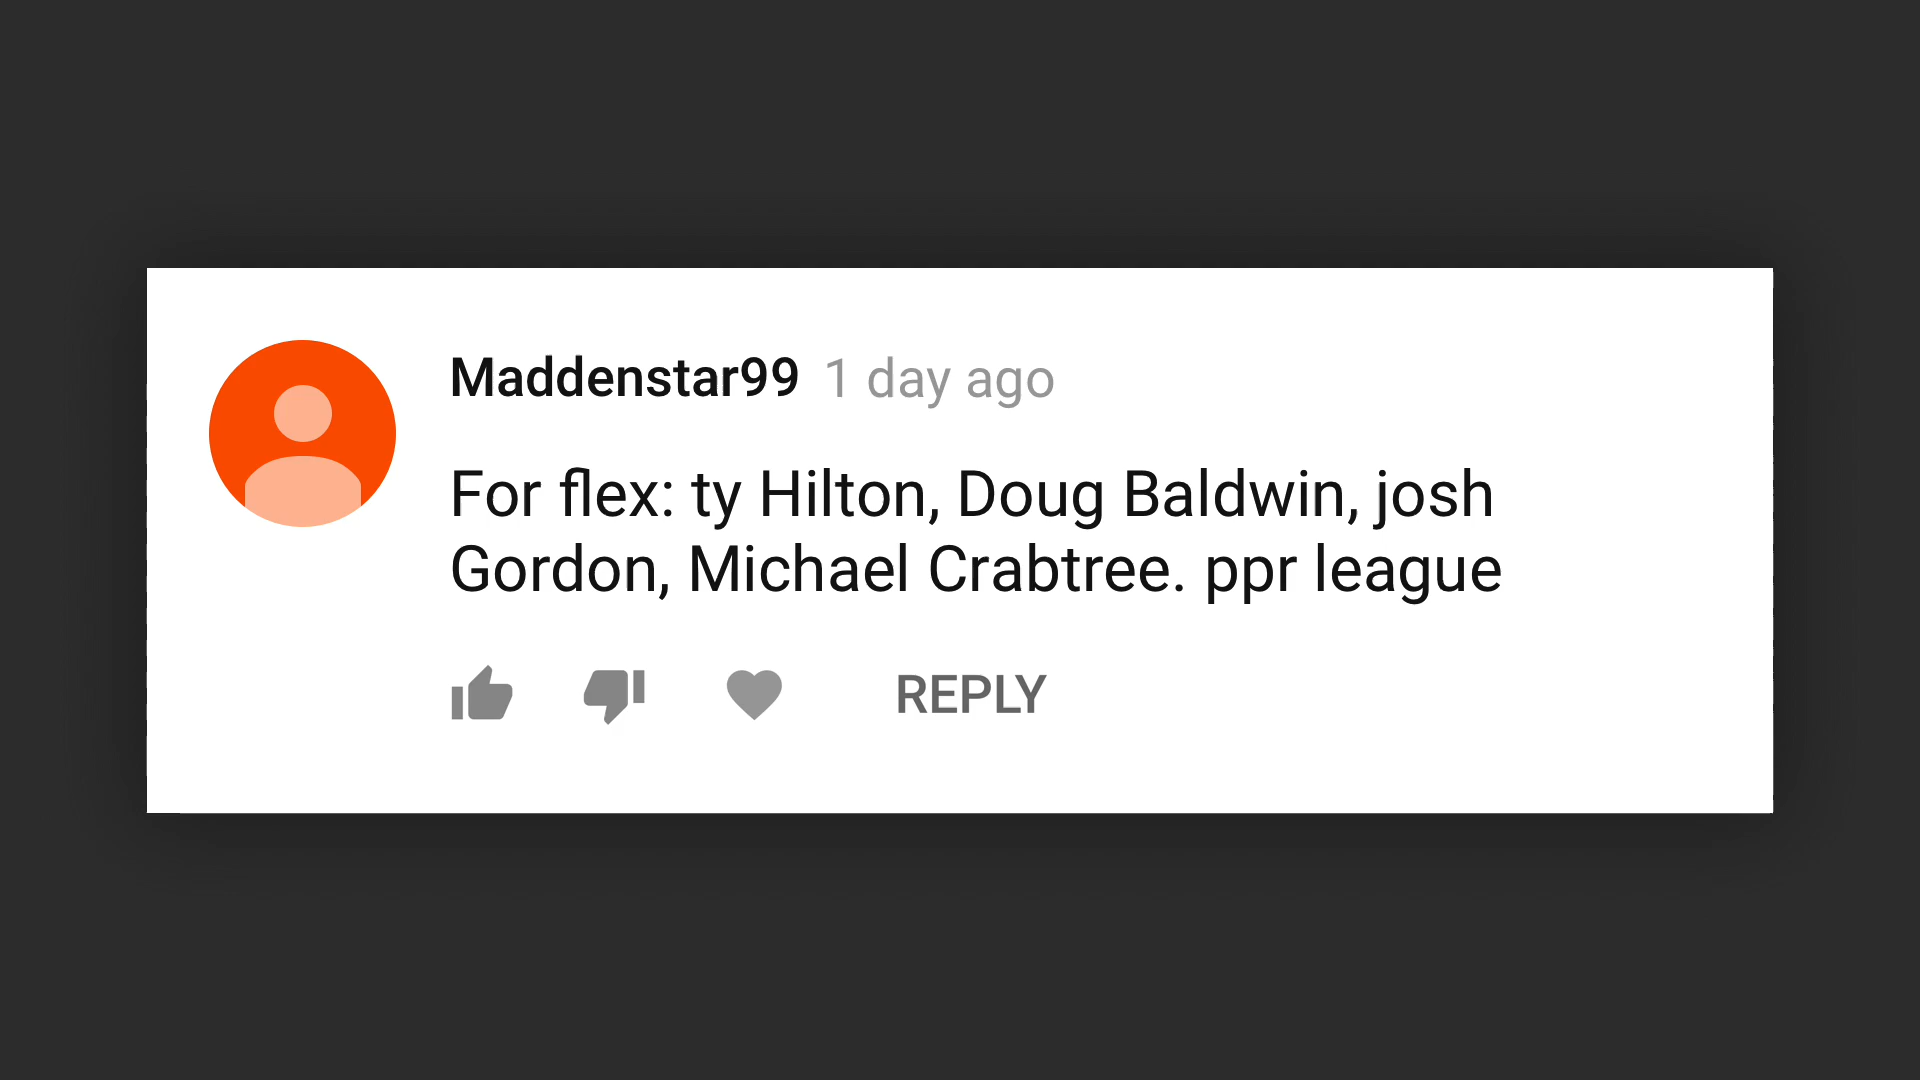 Maddenstar99 1 day ago
For flex: ty Hilton, Doug Baldwin, josh
Gordon, Michael Crabtree. ppr league
REPLY